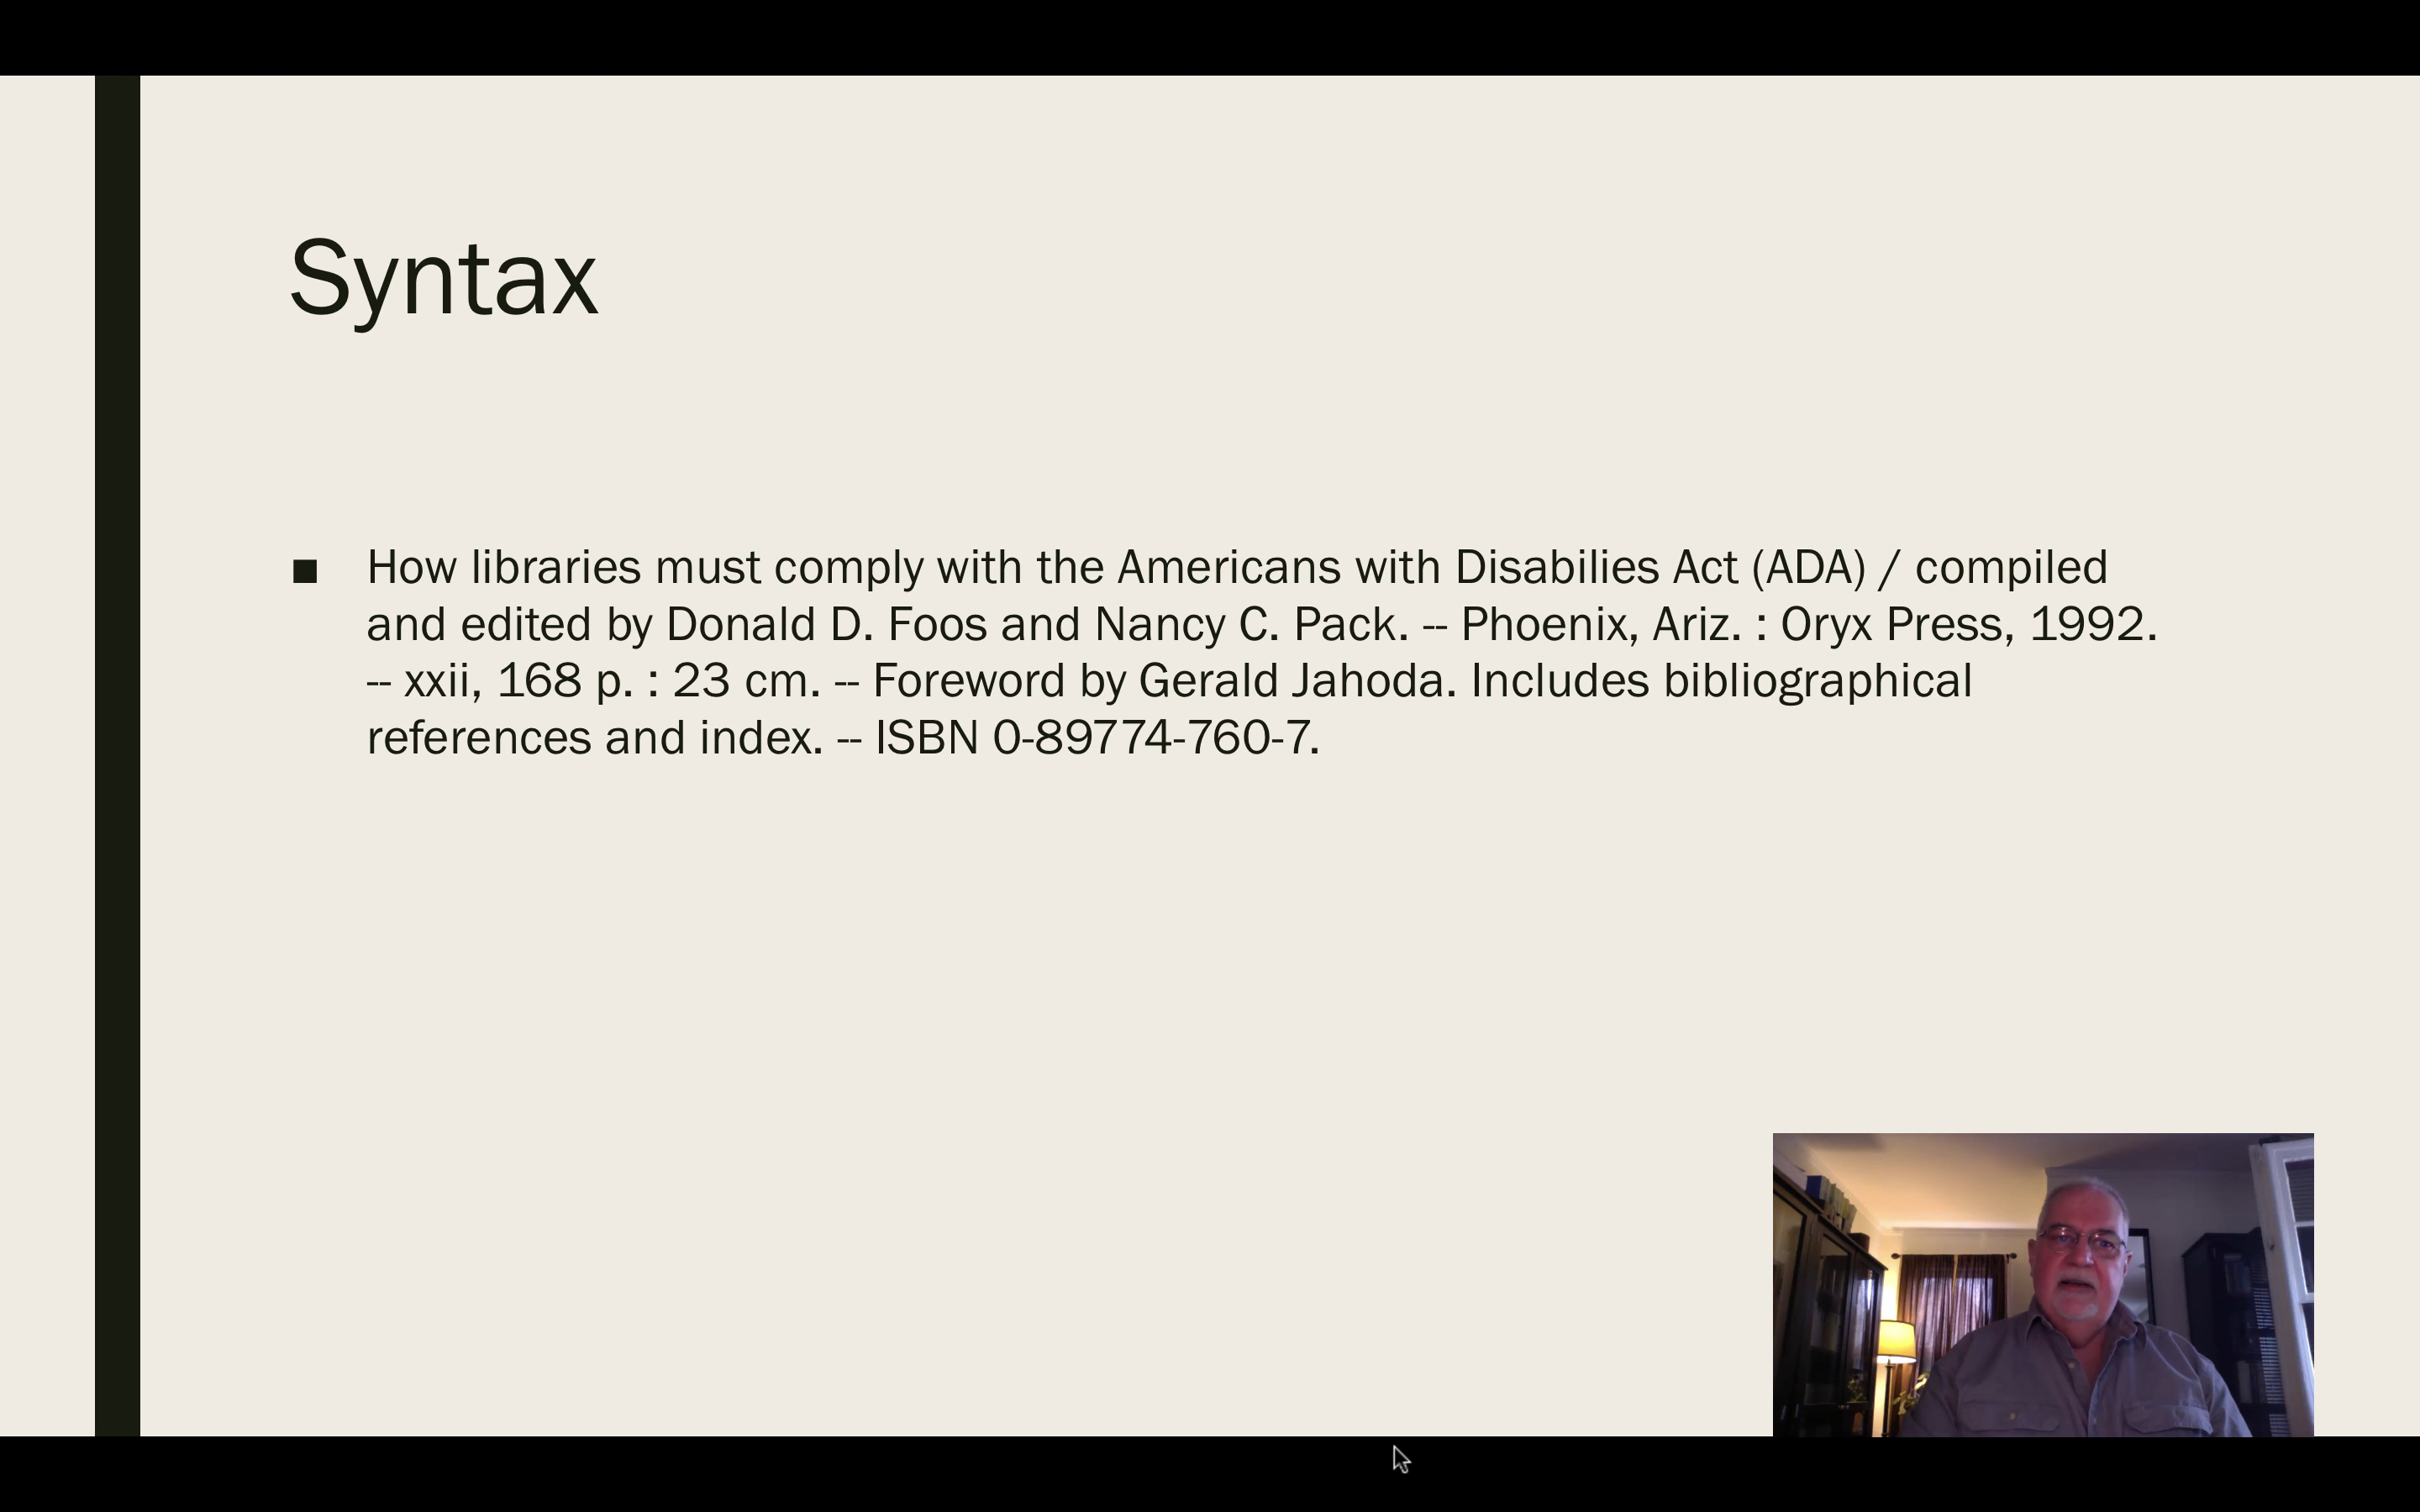 Syntax
■ How libraries must comply with the Americans with Disabilies Act (ADA) / compiled
and edited by Donald D. Foos and Nancy C. Pack. -- Phoenix, Ariz. : Oryx Press, 1992.
-- xxii, 168 p. : 23 cm. -- Foreword by Gerald Jahoda. Includes bibliographical
references and index. -- ISBN 0-89774-760-7.